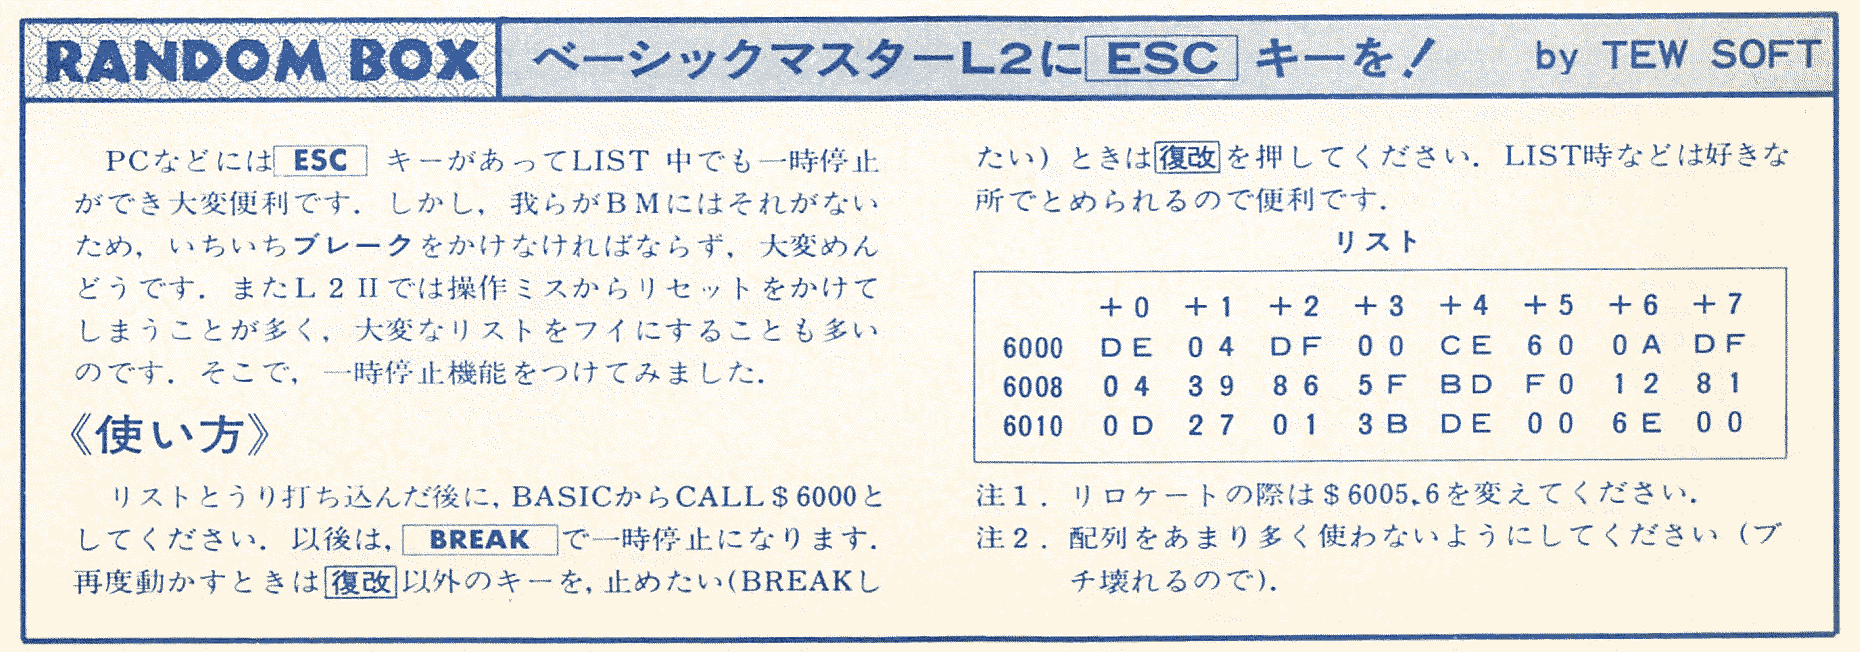 RANDOM BOX
ベーシックマスターL2に ESC キーを! by TEW SOFT
PCなどには ESC キーがあってLIST 中でも一時停止
ができ大変便利です．しかし，我らがBMにはそれがない
ため，いちいちブレークをかけなければならず，大変めん
どうです．またL 2 IIでは操作ミスからリセットをかけて
しまうことが多く，大変なリストをフイにすることも多い
のです．そこで，一時停止機能をつけてみました．
《使い方》
リストとうり打ち込んだ後に, BASICからCALL＄6000と
してください．以後は, BREAK で一時停止になります．
再度動かすときは 復改 以外のキーを, 止めたい(BREAKし
たい）ときは 復改 を押してください．LIST時などは好きな
所でとめられるのので便利です．
リスト
+0 +1 +2 +3 +4 +5 +6 +7
6000 DE 04 DF 00 CE 60 0A DF
6008 04 39 86 5F BD F0 12 81
6010 0D 27 01 3B DE 00 6E 00
注1．リロケートの際は＄6005, 6を変えてください．
注2．配列をあまり多く使わないようにしてください（ブ
チ壊れるので）．